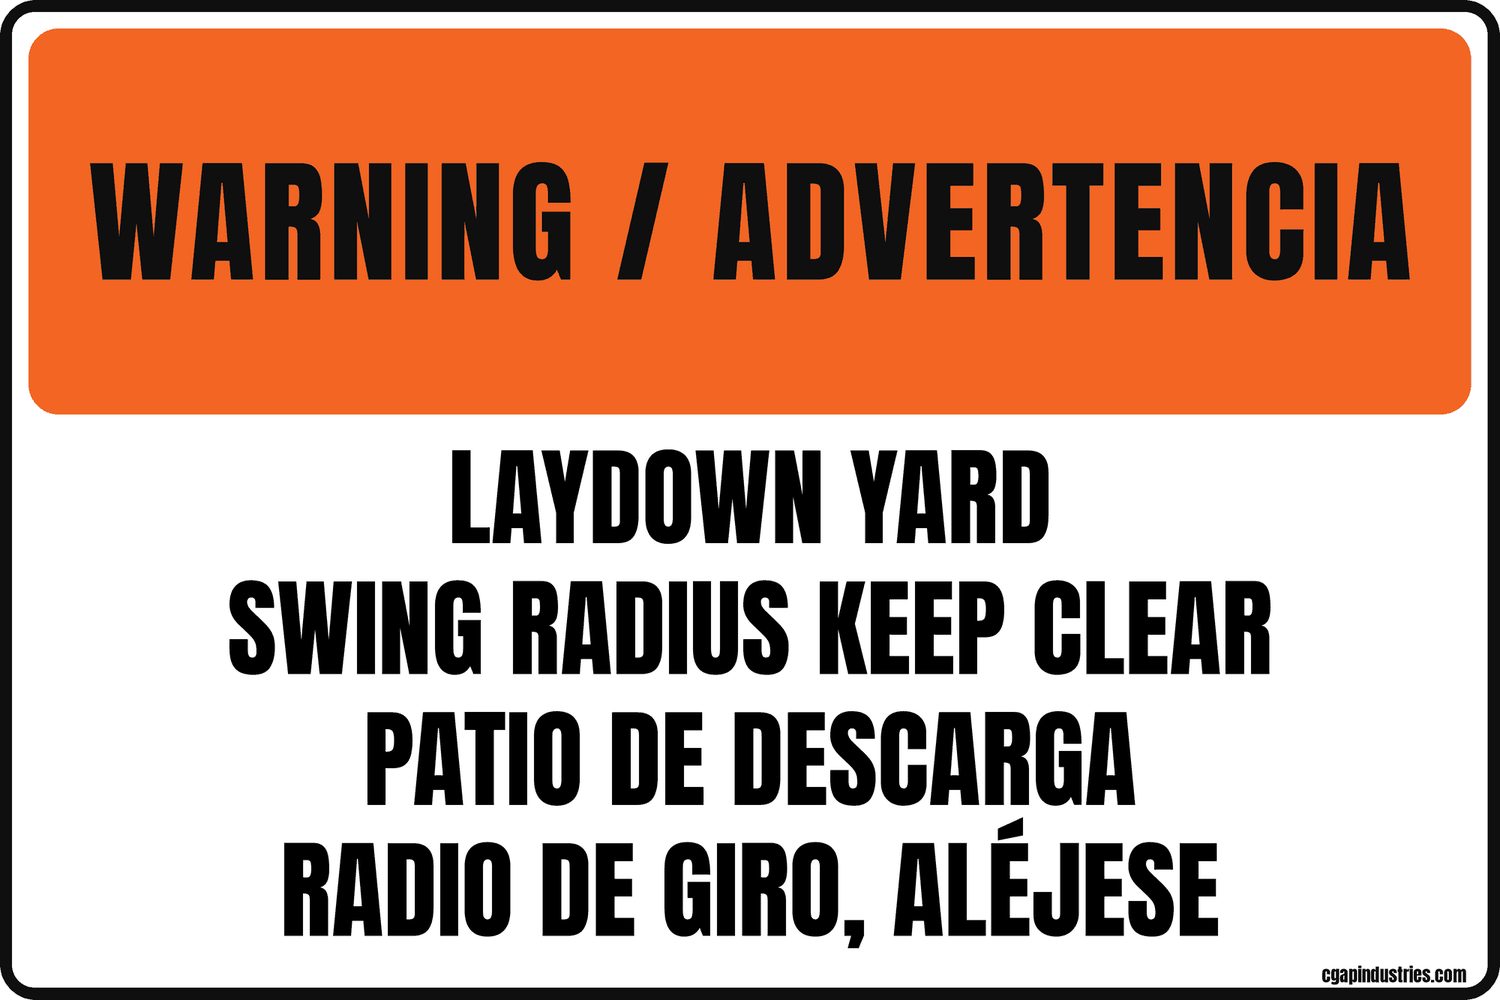 WARNING / ADVERTENCIA
LAYDOWN YARD
SWING RADIUS KEEP CLEAR
PATIO DE DESCARGA
RADIO DE GIRO, ALÉJESE
cgapindustries.com